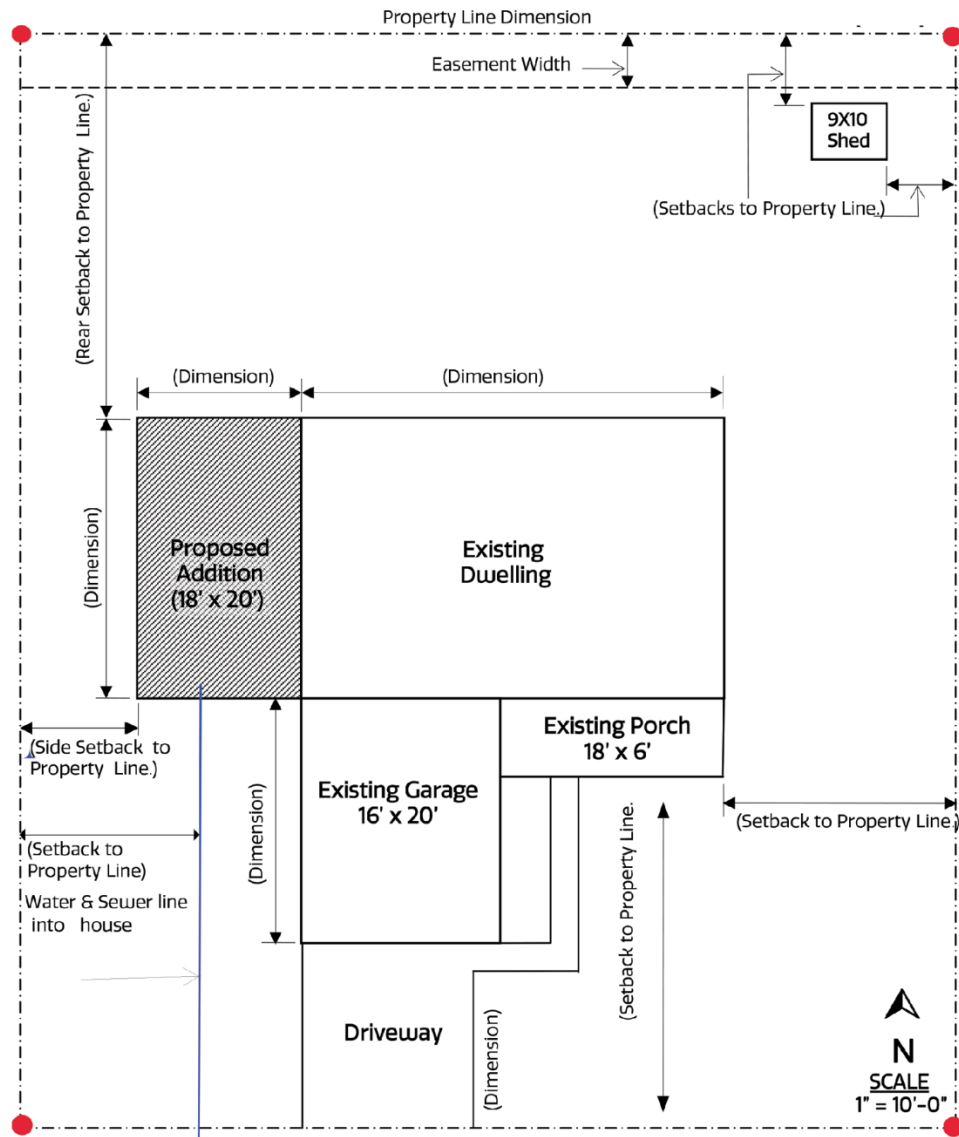 Property Line Dimension
Easement Width
(Rear Setback to Property Line.)
9X10
Shed
(Setbacks to Property Line.)
(Dimension)
(Dimension)
(Dimension)
Proposed
Addition
(18' x 20')
Existing
Dwelling
(Side Setback to
Property Line.)
Existing Porch
18' x 6'
Existing Garage
16' x 20'
(Dimension)
(Setback to Property Line.
(Setback to Property Line.)
(Setback to
Property Line)
Water & Sewer line
into house
Driveway
(Dimension)
N
SCALE
1" = 10'-0"